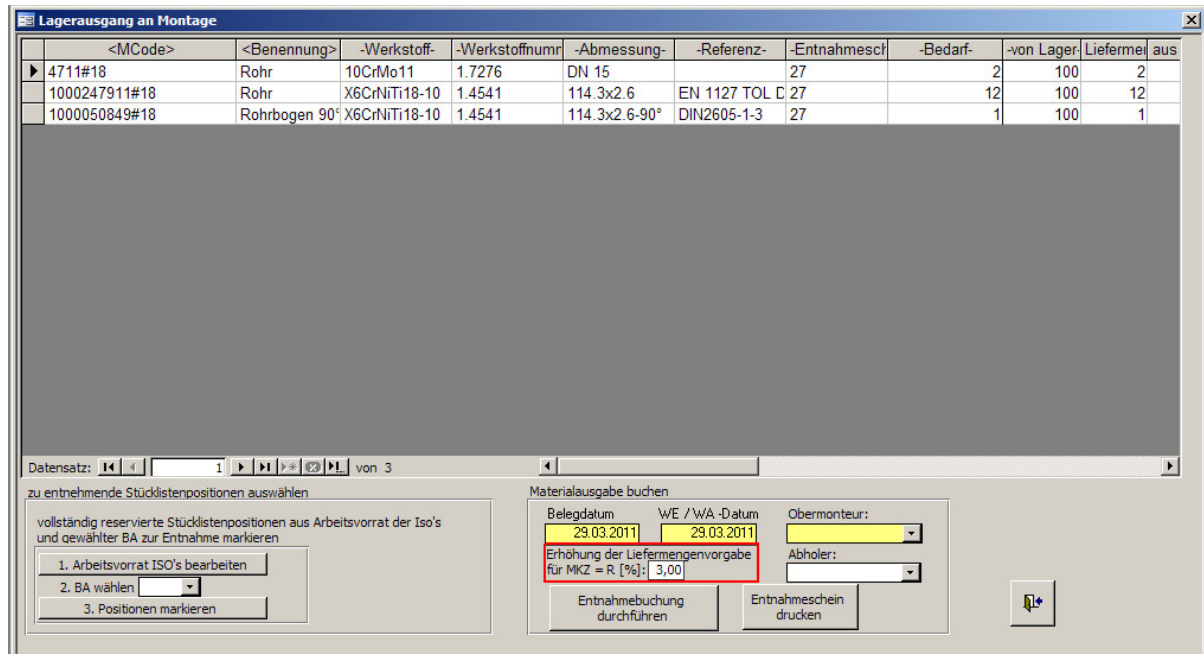 Lagerausgang an Montage
<MCode> <Benennung> -Werkstoff- -Werkstoffnumr -Abmessung- -Referenz- -Entnahmesch -Bedarf- -von Lager- Liefermei aus
4711#18 Rohr 10CrMo11 1.7276 DN 15 27 2 100 2
1000247911#18 Rohr X6CrNiTi18-10 1.4541 114.3x2.6 EN 1127 TOL D 27 12 100 12
1000050849#18 Rohrbogen 90° X6CrNiTi18-10 1.4541 114.3x2.6-90° DIN2605-1-3 27 1 100 1
Datensatz: 1 von 3
zu entnehmende Stücklistenpositionen auswählen
vollständig reservierte Stücklistenpositionen aus Arbeitsvorrat der Iso's
und gewählter BA zur Entnahme markieren
1. Arbeitsvorrat ISO's bearbeiten
2. BA wählen
3. Positionen markieren
Materialausgabe buchen
Belegdatum WE / WA -Datum Obermonteur:
29.03.2011 29.03.2011
Erhöhung der Liefermengenvorgabe Abholer:
für MKZ = R [%]: 3,00
Entnahmebuchung Entnahmeschein
durchführen drucken